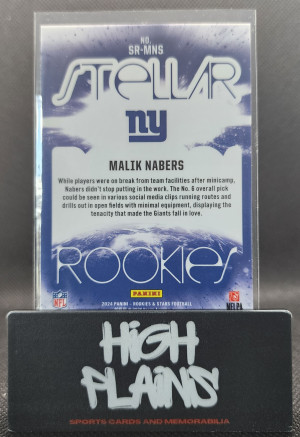 NO.
SR-MNS
STELLAR
ny
MALIK NABERS
While players were on break from team facilities after minicamp,
Nabers didn't stop putting in the work. The No. 6 overall pick
could be seen in various social media clips running routes and
drills out in open fields with minimal equipment, displaying the
tenacity that made the Giants fall in love.
ROOKIES
NFL
PANINI
NFLPA
2024 PANINI - ROOKIES & STARS FOOTBALL
HIGH
PLAINS
SPORTS CARDS AND MEMORABILIA